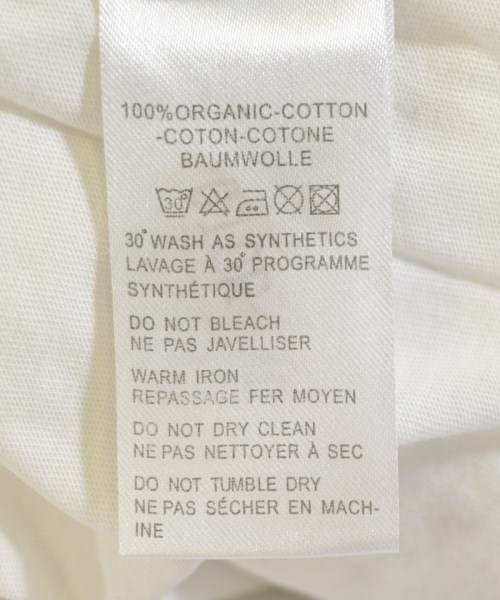 100%ORGANIC-COTTON
-COTON-COTONE
BAUMWOLLE
30°
30°WASH AS SYNTHETICS
LAVAGE À 30° PROGRAMME
SYNTHÉTIQUE
DO NOT BLEACH
NE PAS JAVELLISER
WARM IRON
REPASSAGE FER MOYEN
DO NOT DRY CLEAN
NE PAS NETTOYER À SEC
DO NOT TUMBLE DRY
NE PAS SÉCHER EN MACH-
INE